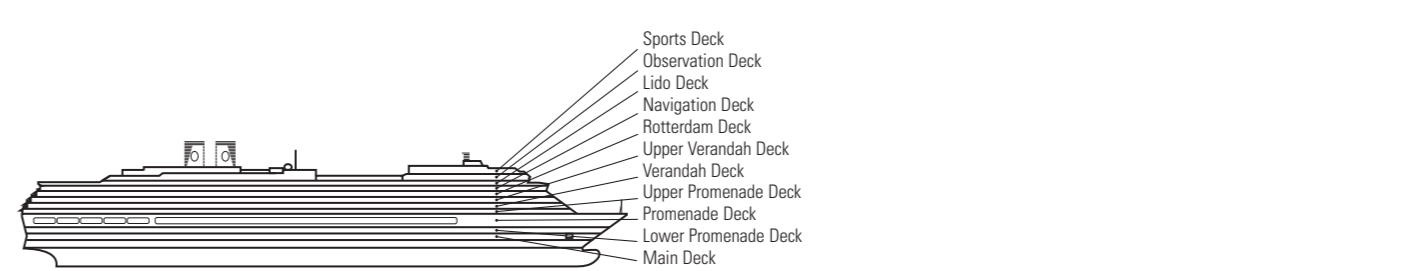 Sports Deck
Observation Deck
Lido Deck
Navigation Deck
Rotterdam Deck
Upper Verandah Deck
Verandah Deck
Upper Promenade Deck
Promenade Deck
Lower Promenade Deck
Main Deck